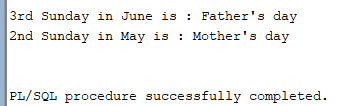 3rd Sunday in June is : Father's day
2nd Sunday in May is : Mother's day
PL/SQL procedure successfully completed.